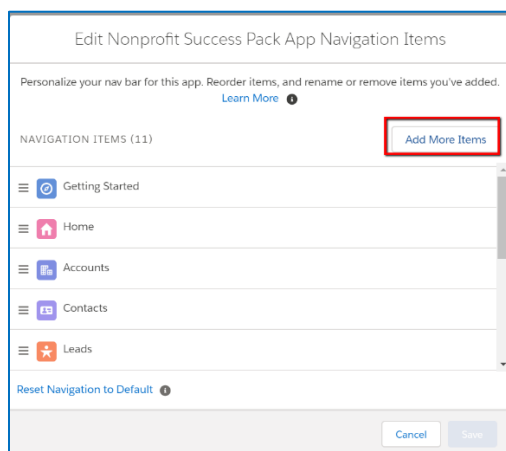 Edit Nonprofit Success Pack App Navigation Items
Personalize your nav bar for this app. Reorder items, and rename or remove items you've added.
Learn More
NAVIGATION ITEMS (11)
Add More Items
Getting Started
Home
Accounts
Contacts
Leads
Reset Navigation to Default
Cancel
Save